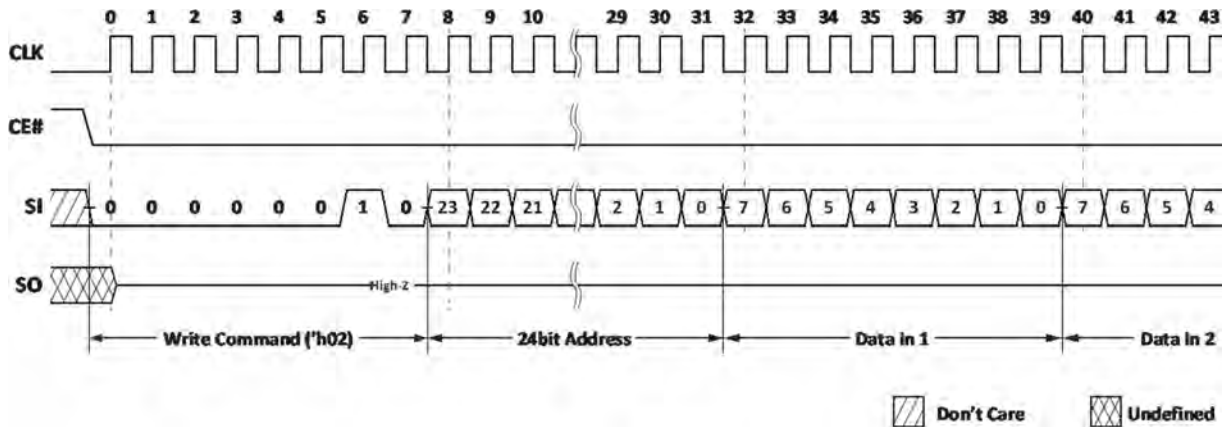 0 1 2 3 4 5 6 7 8 9 10 29 30 31 32 33 34 35 36 37 38 39 40 41 42 43
CLK
CE#
SI 0 0 0 0 0 0 1 0 23 22 21 2 1 0 7 6 5 4 3 2 1 0 7 6 5 4
SO High-Z
Write Command ('h02) 24bit Address Data in 1 Data in 2
Don't Care Undefined